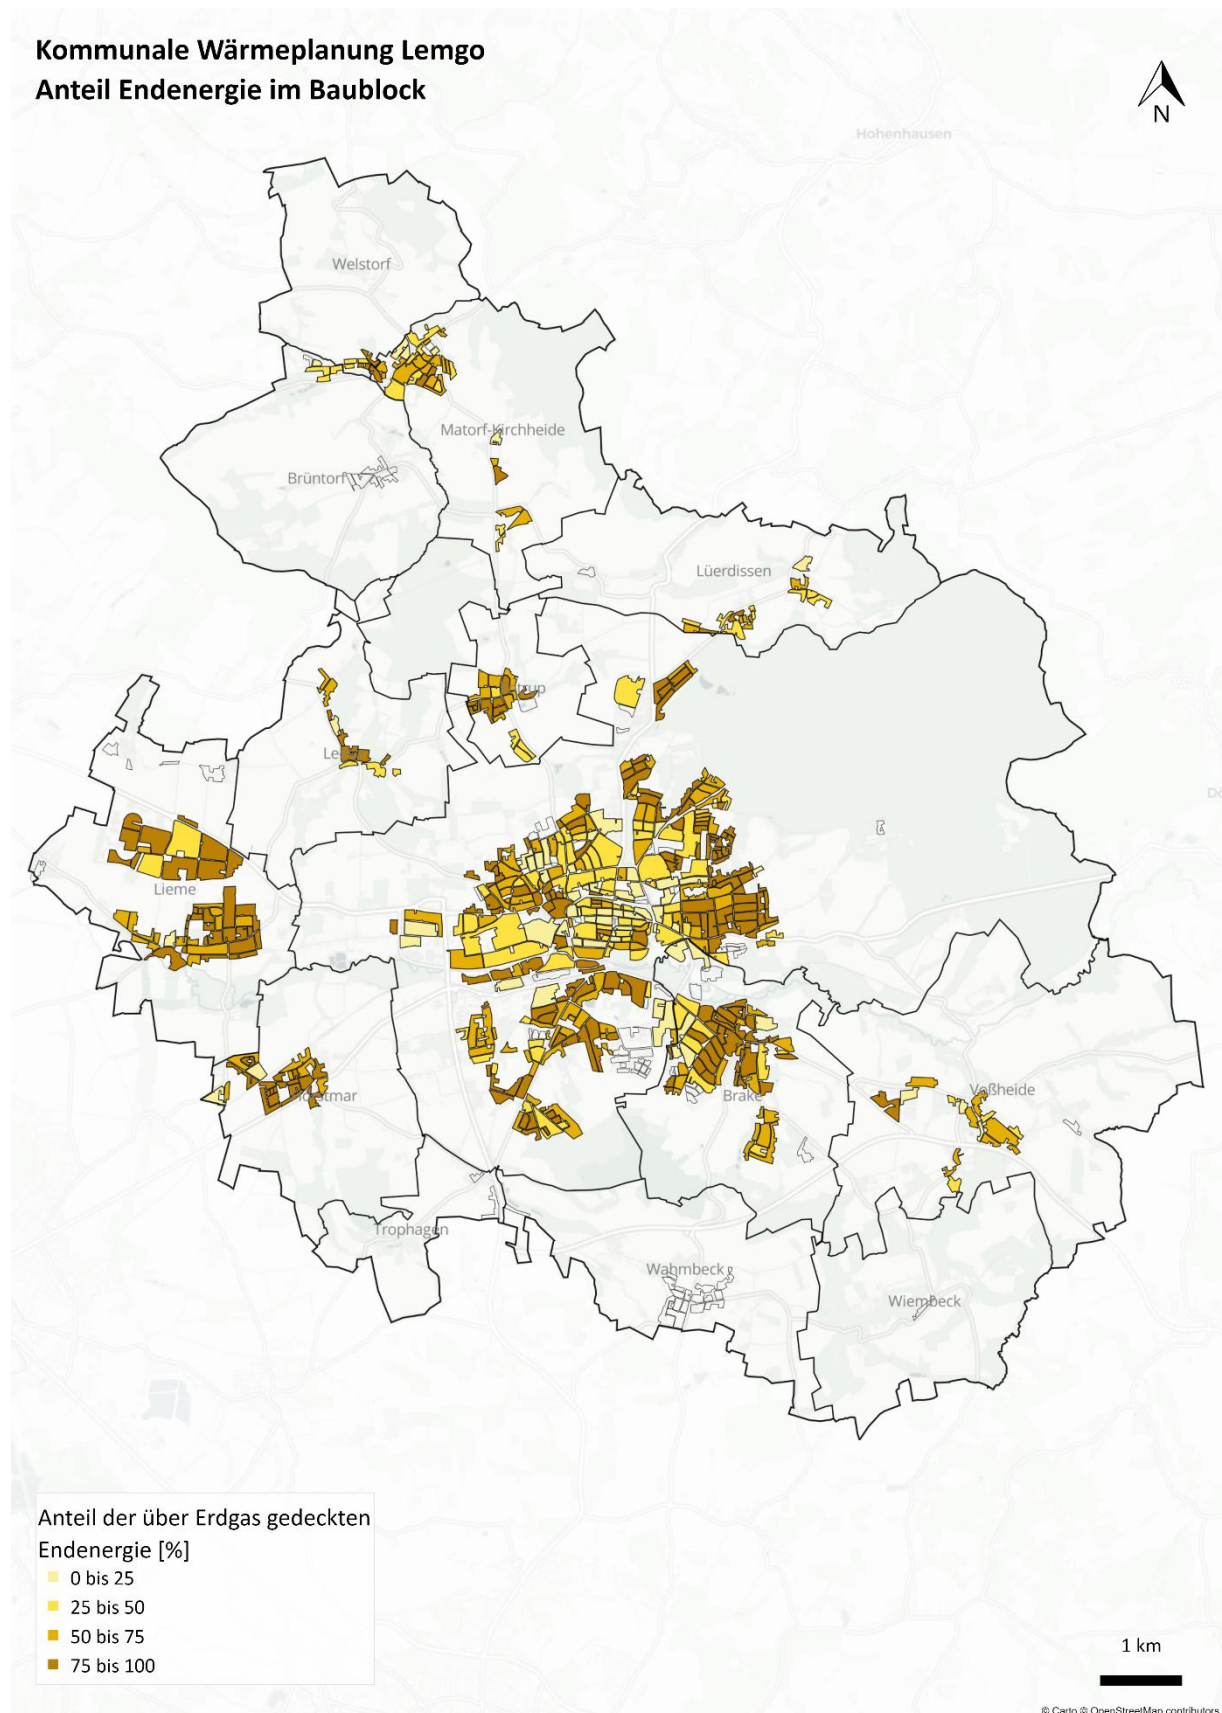 Kommunale Wärmeplanung Lemgo
Anteil Endenergie im Baublock
N
Hohenhausen
Welstorf
Matorf-Kirchheide
Brüntorf
Lüerdissen
Lieme
Brake
Voßheide
Trophagen
Wahmbeck
Wiembeck
Anteil der über Erdgas gedeckten
Endenergie [%]
0 bis 25
25 bis 50
50 bis 75
75 bis 100
1 km
© Carto © OpenStreetMap contributors